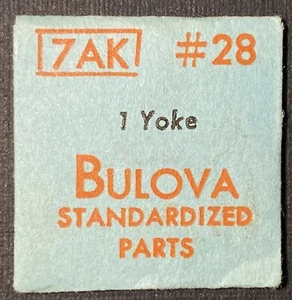 7AK #28
1 Yoke
BULOVA
STANDARDIZED
PARTS